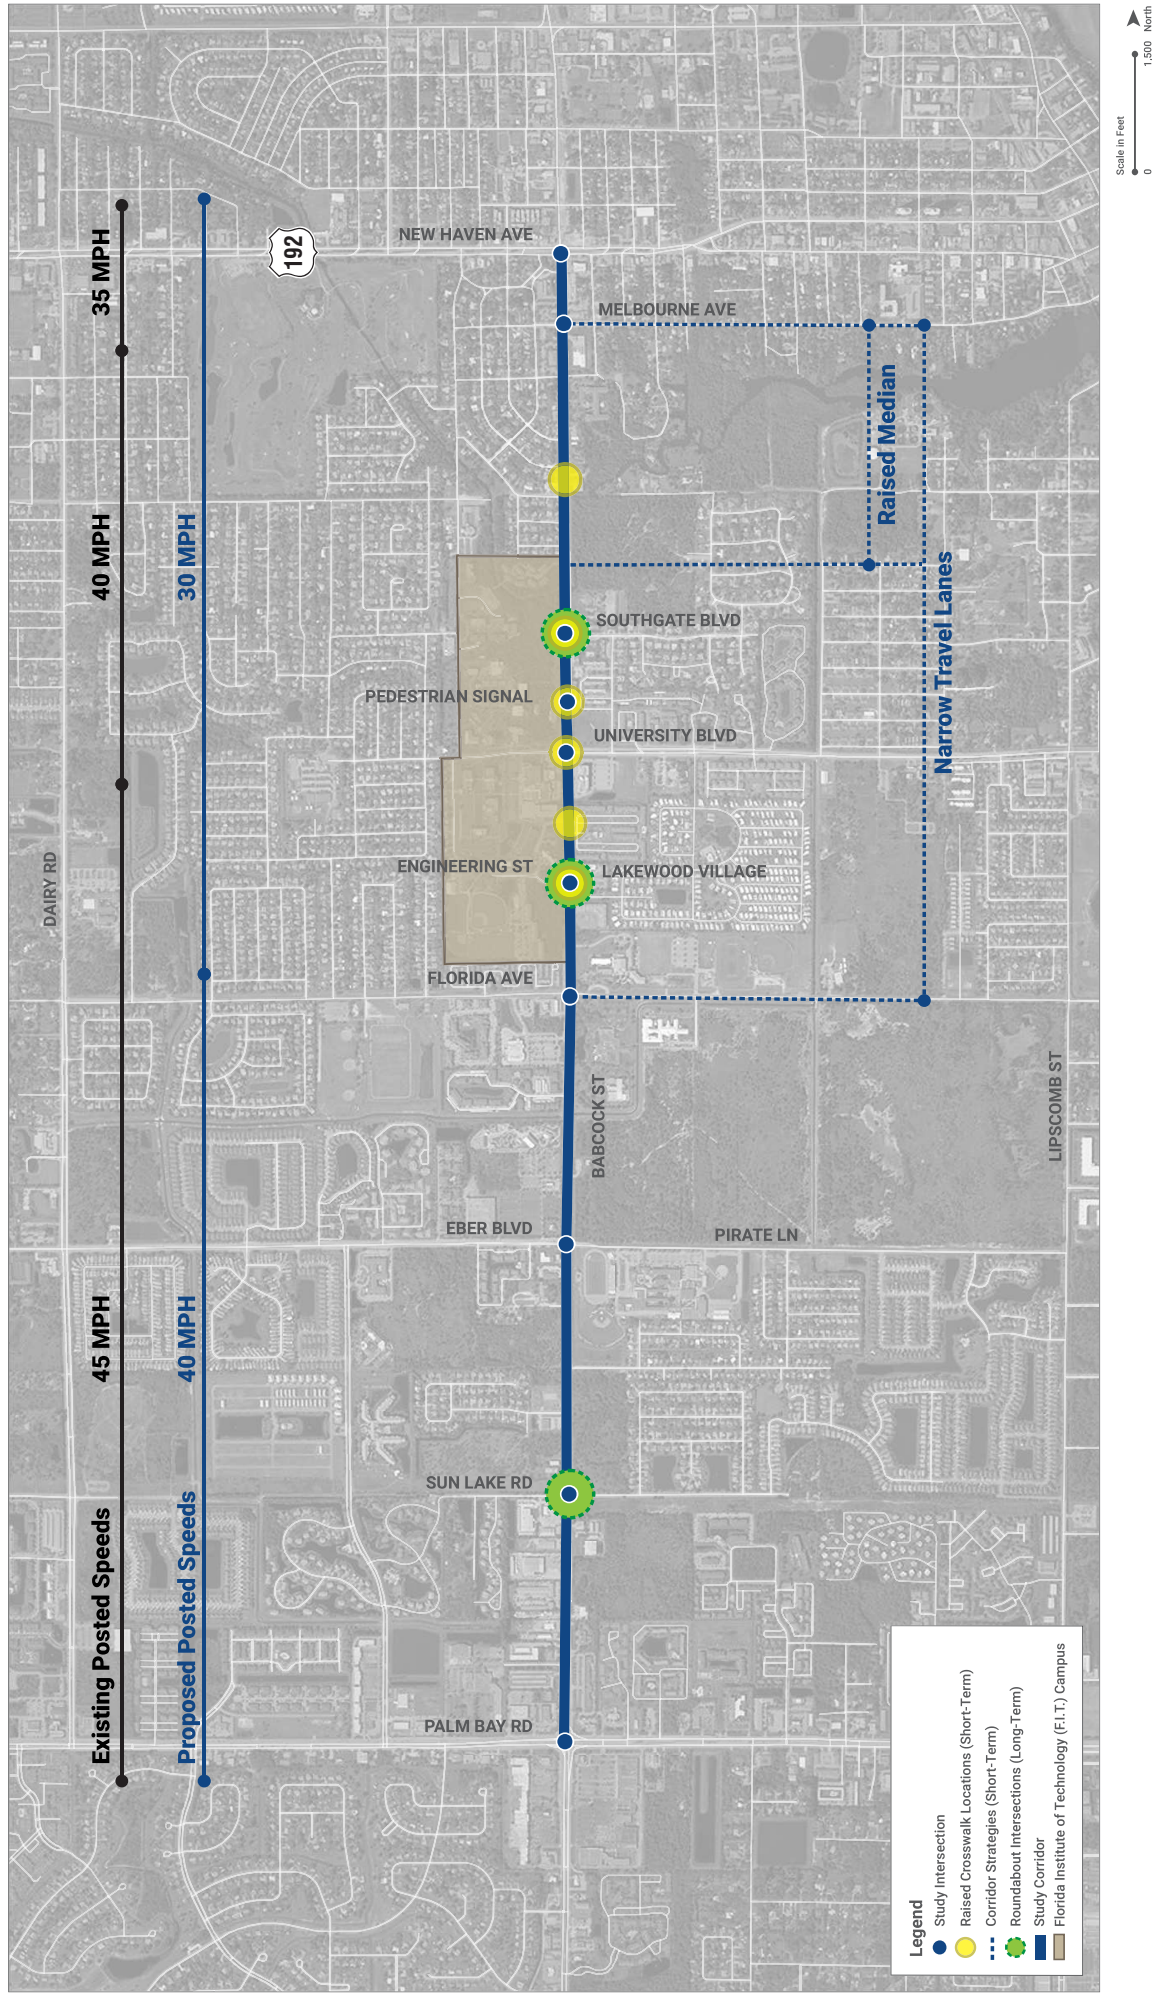 Existing Posted Speeds
45 MPH
40 MPH
35 MPH
Proposed Posted Speeds
40 MPH
30 MPH
192
DAIRY RD
PALM BAY RD
SUN LAKE RD
EBER BLVD
FLORIDA AVE
ENGINEERING ST
PEDESTRIAN SIGNAL
NEW HAVEN AVE
BABCOCK ST
LAKEWOOD VILLAGE
UNIVERSITY BLVD
SOUTHGATE BLVD
MELBOURNE AVE
PIRATE LN
Raised Median
Narrow Travel Lanes
LIPSCOMB ST
Legend
Study Intersection
Raised Crosswalk Locations (Short-Term)
Corridor Strategies (Short-Term)
Roundabout Intersections (Long-Term)
Study Corridor
Florida Institute of Technology (F.I.T.) Campus
Scale in Feet
0
1,500
North